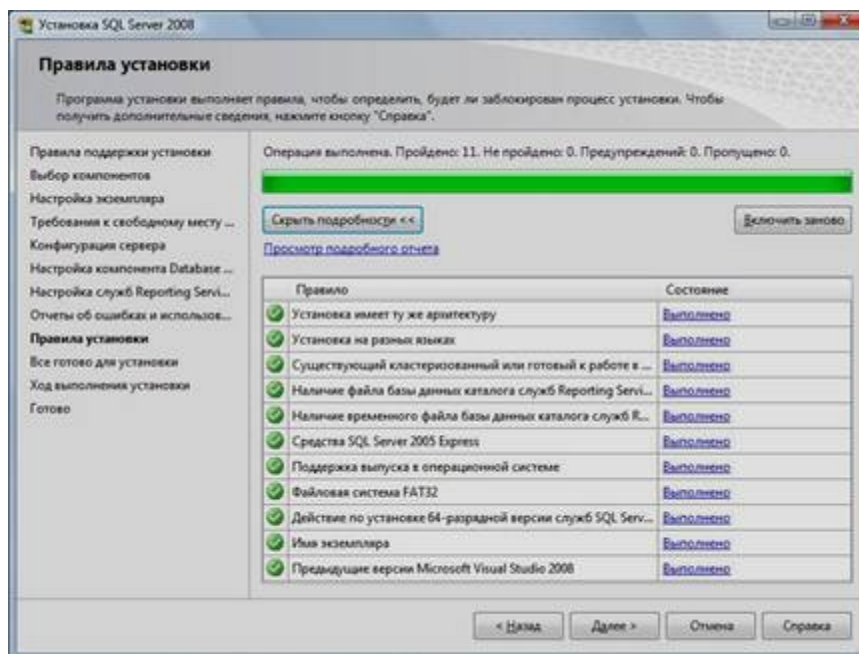 Установка SQL Server 2008
Правила установки
Программа установки выполняет правила, чтобы определить, будет ли заблокирован процесс установки. Чтобы
получить дополнительные сведения, нажмите кнопку "Справка".
Правила поддержки установки
Выбор компонентов
Настройка экземпляра
Требования к свободному месту ...
Конфигурация сервера
Настройка компонента Database ...
Настройка служб Reporting Servi...
Отчеты об ошибках и использов...
Правила установки
Все готово для установки
Ход выполнения установки
Готово
Операция выполнена. Пройдено: 11. Не пройдено: 0. Предупреждений: 0. Пропущено: 0.
Скрыть подробности <<
Включить заново
Просмотр подробного отчета
Правило Состояние
Установка имеет ту же архитектуру Выполнено
Установка на разных языках Выполнено
Существующий кластеризованный или готовый к работе в ... Выполнено
Наличие файла базы данных каталога служб Reporting Servi... Выполнено
Наличие временного файла базы данных каталога служб R... Выполнено
Средства SQL Server 2005 Express Выполнено
Поддержка выпуска в операционной системе Выполнено
Файловая система FAT32 Выполнено
Действие по установке 64-разрядной версии служб SQL Serv... Выполнено
Имя экземпляра Выполнено
Предыдущие версии Microsoft Visual Studio 2008 Выполнено
< Назад
Далее >
Отмена
Справка